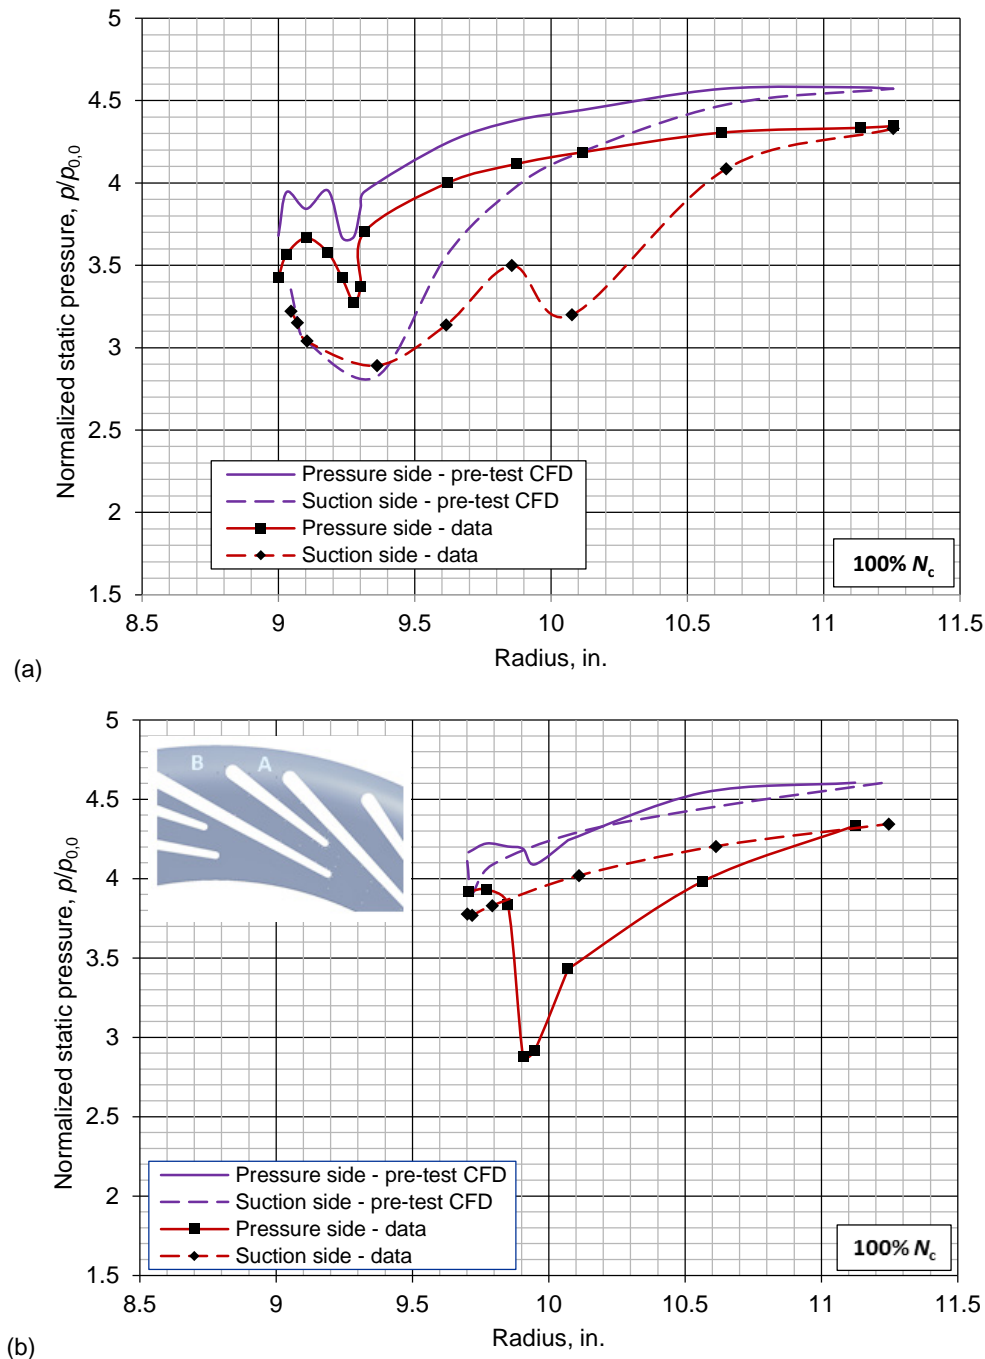 5
4.5
4
3.5
3
2.5
2
1.5
Normalized static pressure, p/p0,0
Pressure side - pre-test CFD
Suction side - pre-test CFD
Pressure side - data
Suction side - data
100% Nc
8.5 9 9.5 10 10.5 11 11.5
Radius, in.
(a)
5
4.5
4
3.5
3
2.5
2
1.5
Normalized static pressure, p/p0,0
B A
Pressure side - pre-test CFD
Suction side - pre-test CFD
Pressure side - data
Suction side - data
100% Nc
8.5 9 9.5 10 10.5 11 11.5
Radius, in.
(b)